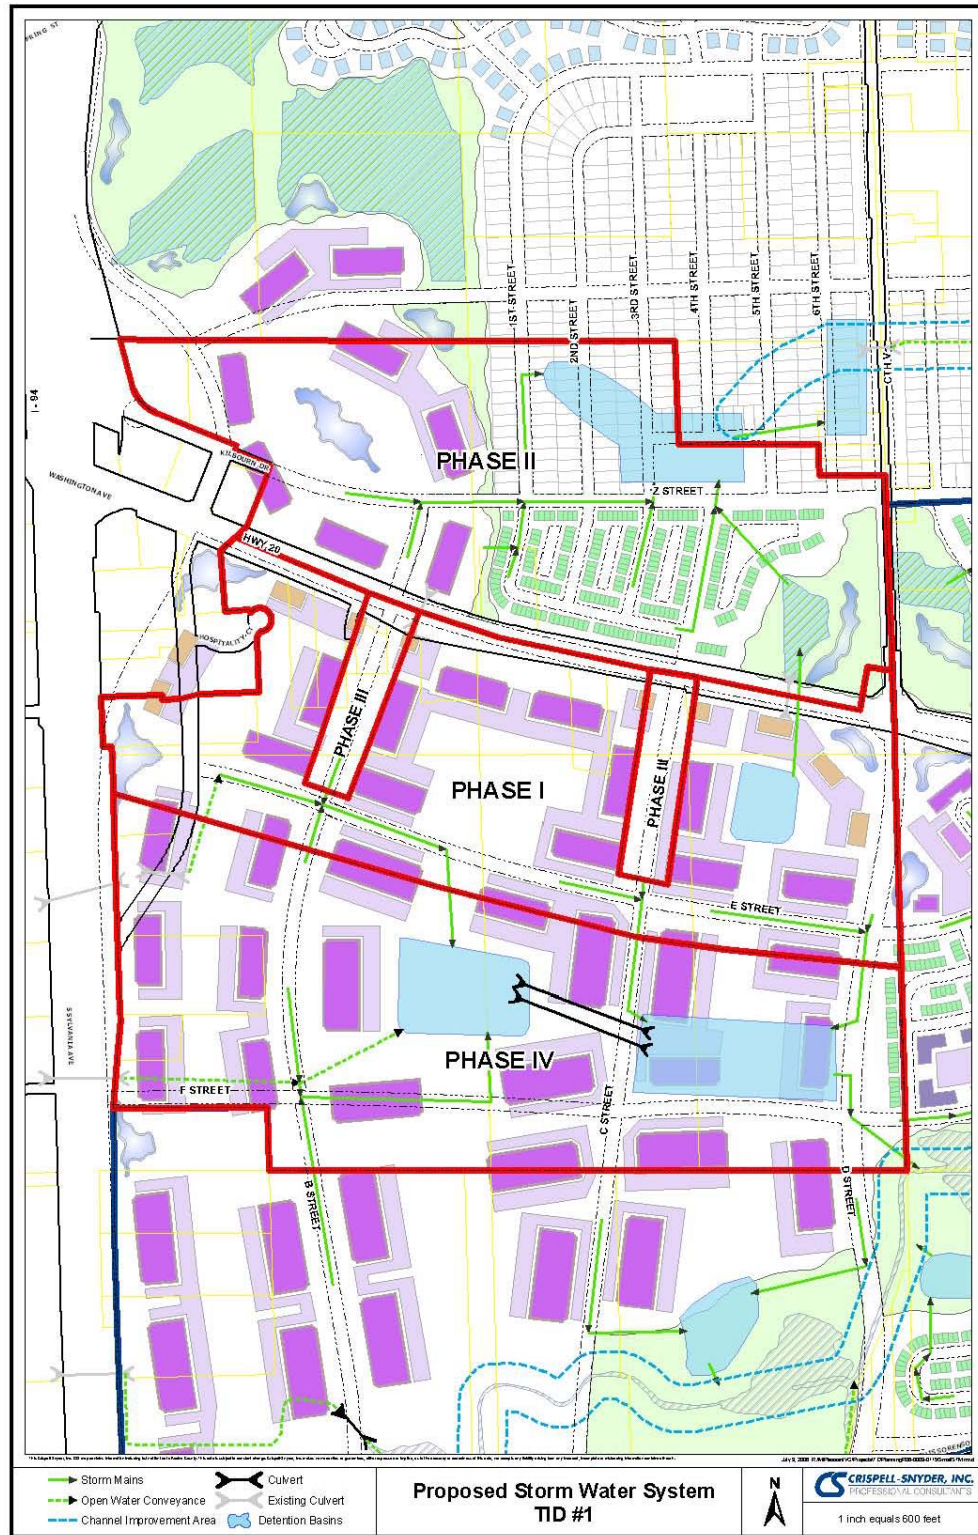 1ST STREET
2ND STREET
3RD STREET
4TH STREET
5TH STREET
6TH STREET
CTH V
I - 94
KILBOURN DR
WASHINGTON AVE
PHASE II
Z STREET
HWY 20
HOSPITALITY CT
PHASE III
PHASE III
PHASE I
E STREET
S SYLVANIA AVE
PHASE IV
F STREET
C STREET
B STREET
D STREET
Storm Mains
Open Water Conveyance
Channel Improvement Area
Culvert
Existing Culvert
Detention Basins
Proposed Storm Water System
TID #1
N
CS CRISPELL-SNYDER, INC.
PROFESSIONAL CONSULTANTS
1 inch equals 600 feet